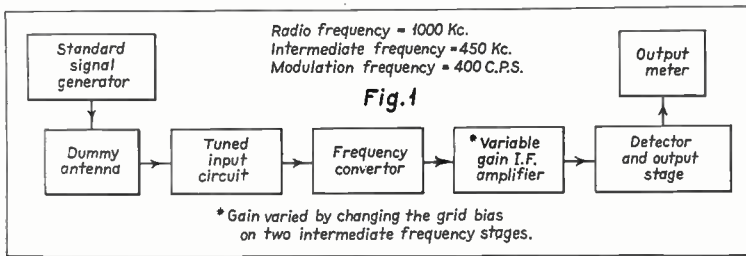 Radio frequency = 1000 Kc.
Intermediate frequency = 450 Kc.
Modulation frequency = 400 C.P.S.
Fig.1
Standard
signal
generator
Output
meter
Dummy
antenna
Tuned
input
circuit
Frequency
convertor
*Variable
gain I.F.
amplifier
Detector
and output
stage
*Gain varied by changing the grid bias
on two intermediate frequency stages.